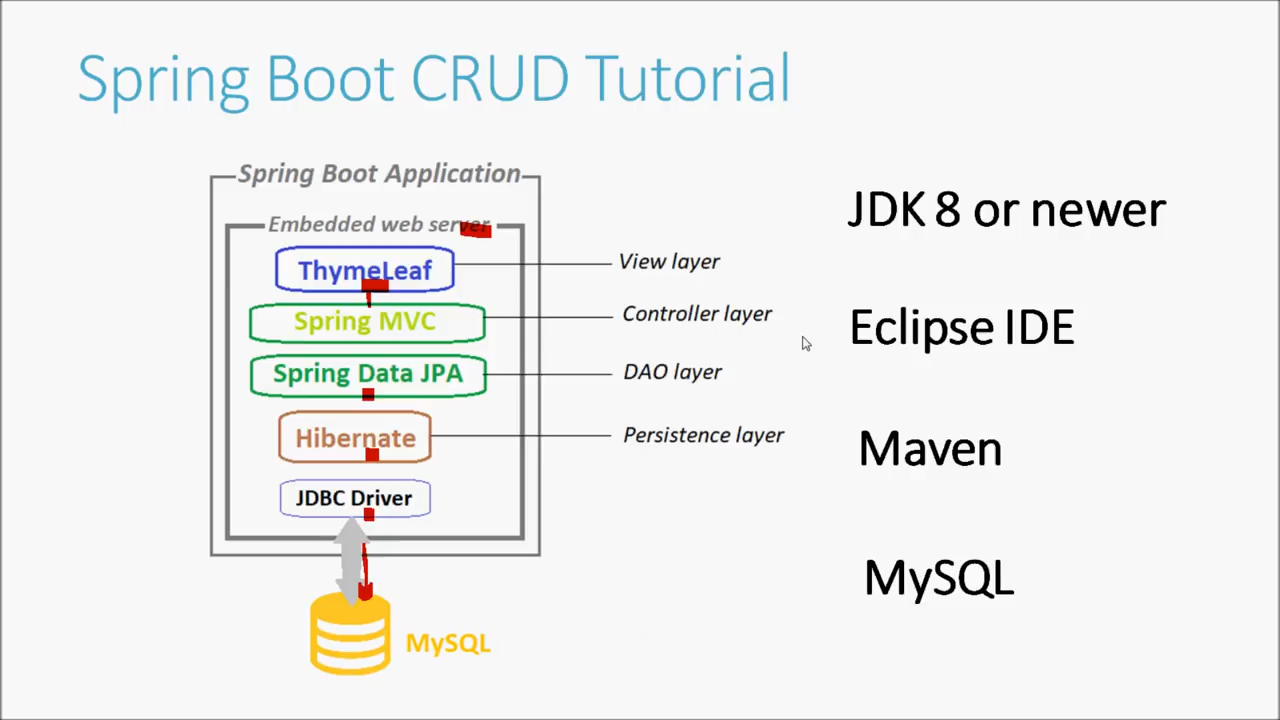 Spring Boot CRUD Tutorial
Spring Boot Application
Embedded web server
ThymeLeaf
View layer
Spring MVC
Controller layer
Spring Data JPA
DAO layer
Hibernate
Persistence layer
JDBC Driver
MySQL
JDK 8 or newer
Eclipse IDE
Maven
MySQL